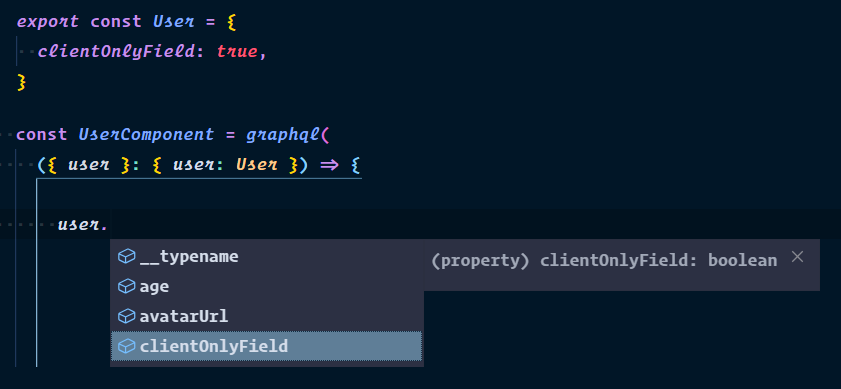 export const User = {
clientOnlyField: true,
}
const UserComponent = graphql(
({ user }: { user: User }) => {
user.
__typename
(property) clientOnlyField: boolean
age
avatarUrl
clientOnlyField